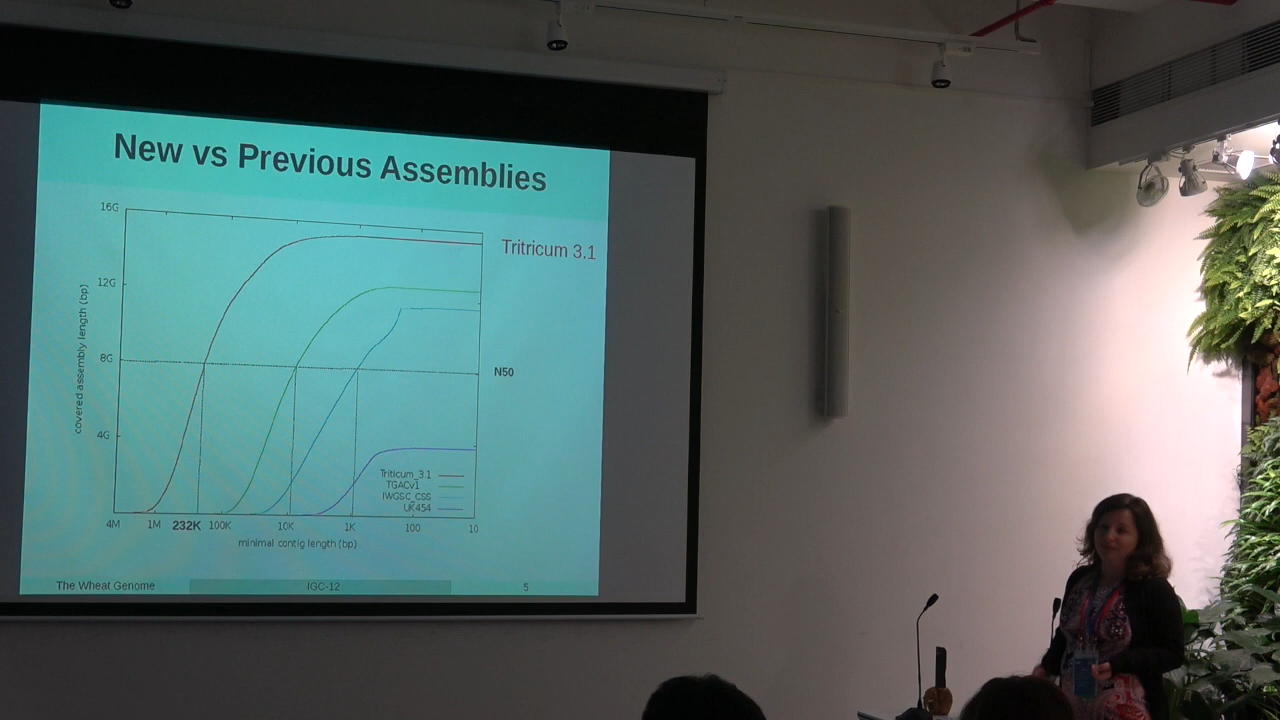 New vs Previous Assemblies
16G
Tritricum 3.1
12G
covered assembly length (bp)
8G
N50
4G
Triticum_3.1
TGACv1
IWGSC_CSS
UK454
4M 1M 232K 100K 10K 1K 100 10
minimal contig length (bp)
The Wheat Genome IGC-12 5